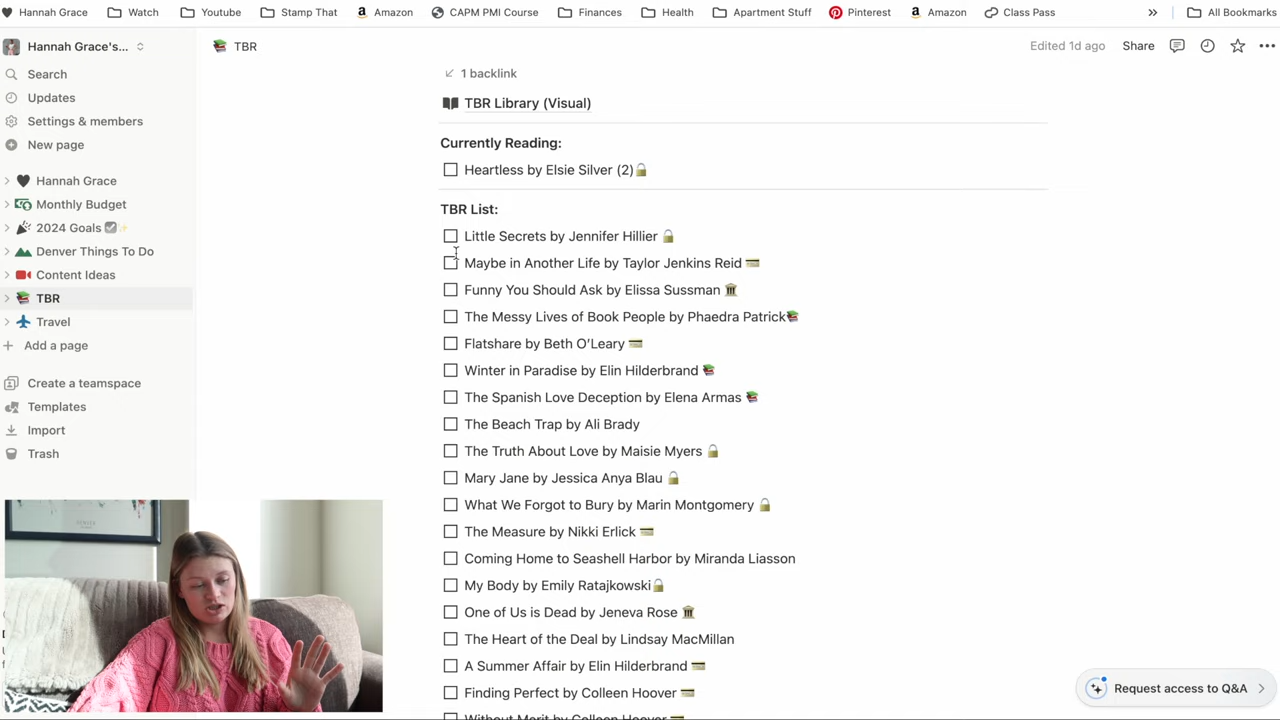 Hannah Grace
Watch
Youtube
Stamp That
Amazon
CAPM PMI Course
Finances
Health
Apartment Stuff
Pinterest
Amazon
Class Pass
All Bookmarks
Hannah Grace's...
TBR
Edited 1d ago
Share
Search
Updates
Settings & members
New page
Hannah Grace
Monthly Budget
2024 Goals
Denver Things To Do
Content Ideas
TBR
Travel
Add a page
Create a teamspace
Templates
Import
Trash
1 backlink
TBR Library (Visual)
Currently Reading:
Heartless by Elsie Silver (2)
TBR List:
Little Secrets by Jennifer Hillier
Maybe in Another Life by Taylor Jenkins Reid
Funny You Should Ask by Elissa Sussman
The Messy Lives of Book People by Phaedra Patrick
Flatshare by Beth O'Leary
Winter in Paradise by Elin Hilderbrand
The Spanish Love Deception by Elena Armas
The Beach Trap by Ali Brady
The Truth About Love by Maisie Myers
Mary Jane by Jessica Anya Blau
What We Forgot to Bury by Marin Montgomery
The Measure by Nikki Erlick
Coming Home to Seashell Harbor by Miranda Liasson
My Body by Emily Ratajkowski
One of Us is Dead by Jeneva Rose
The Heart of the Deal by Lindsay MacMillan
A Summer Affair by Elin Hilderbrand
Finding Perfect by Colleen Hoover
Without Merit by Colleen Hoover
Request access to Q&A